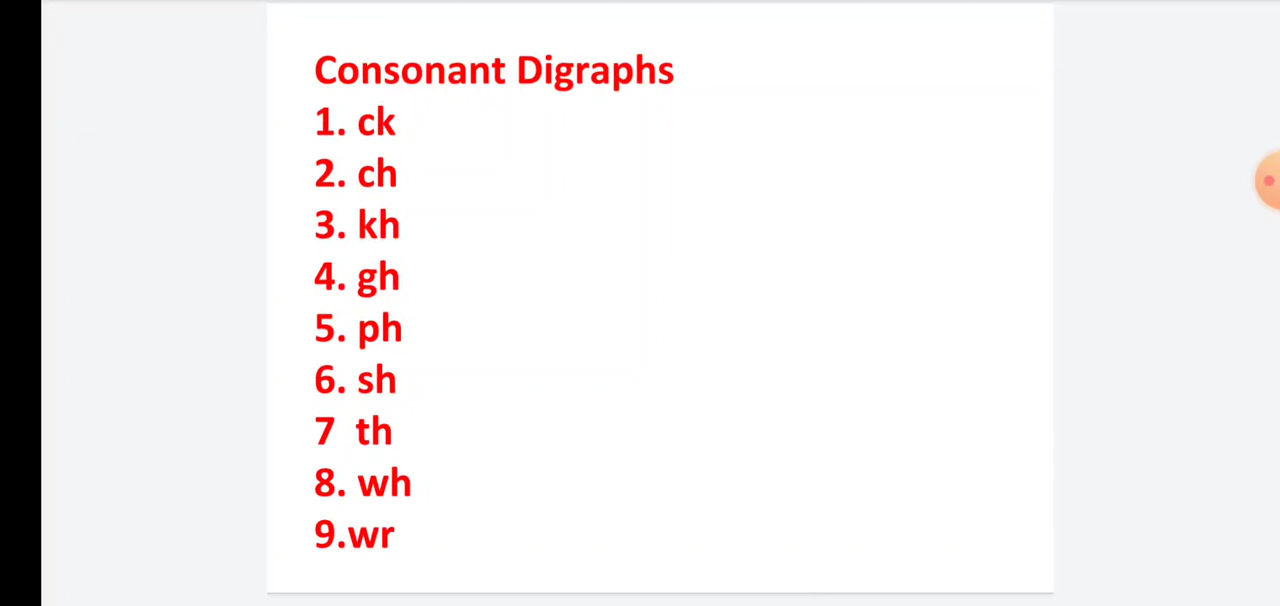 Consonant Digraphs
1. ck
2. ch
3. kh
4. gh
5. ph
6. sh
7 th
8. wh
9.wr